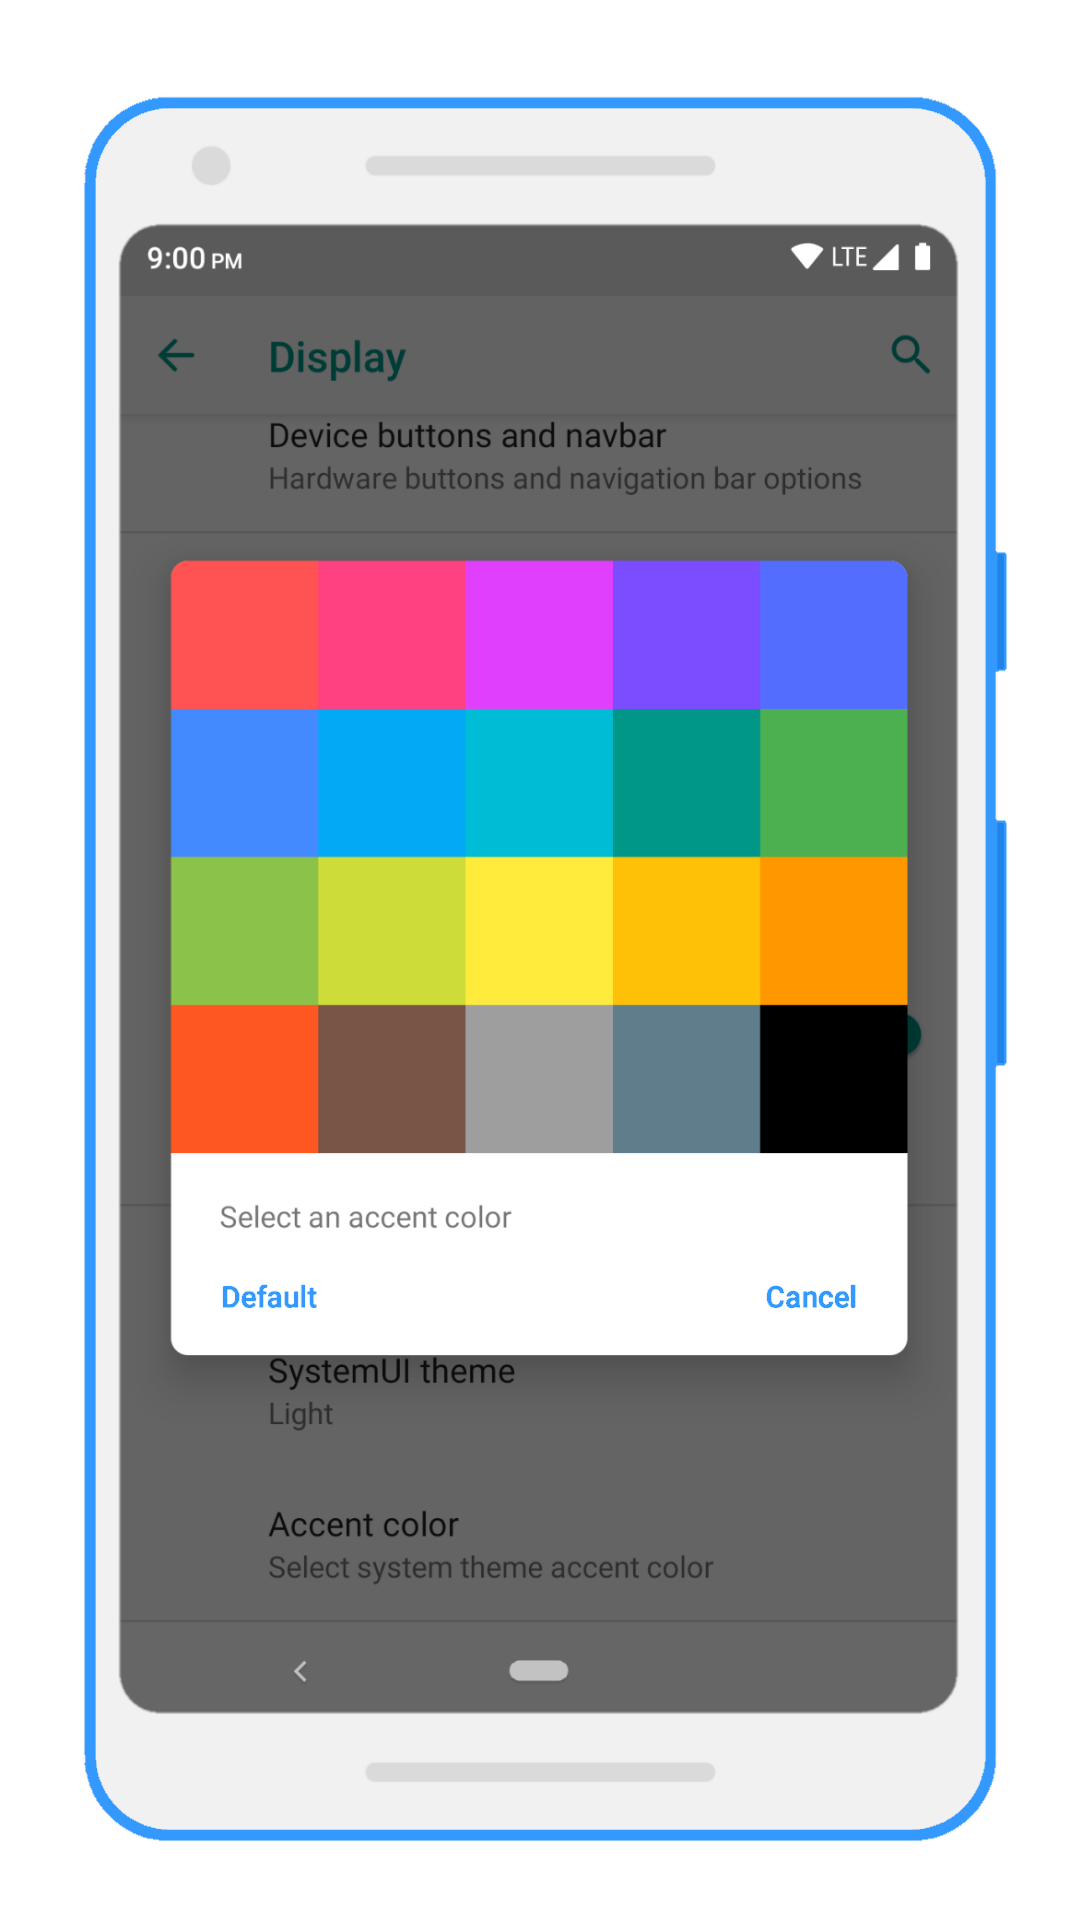 9:00 PM LTE
Display
Device buttons and navbar
Hardware buttons and navigation bar options
Select an accent color
Default Cancel
SystemUI theme
Light
Accent color
Select system theme accent color